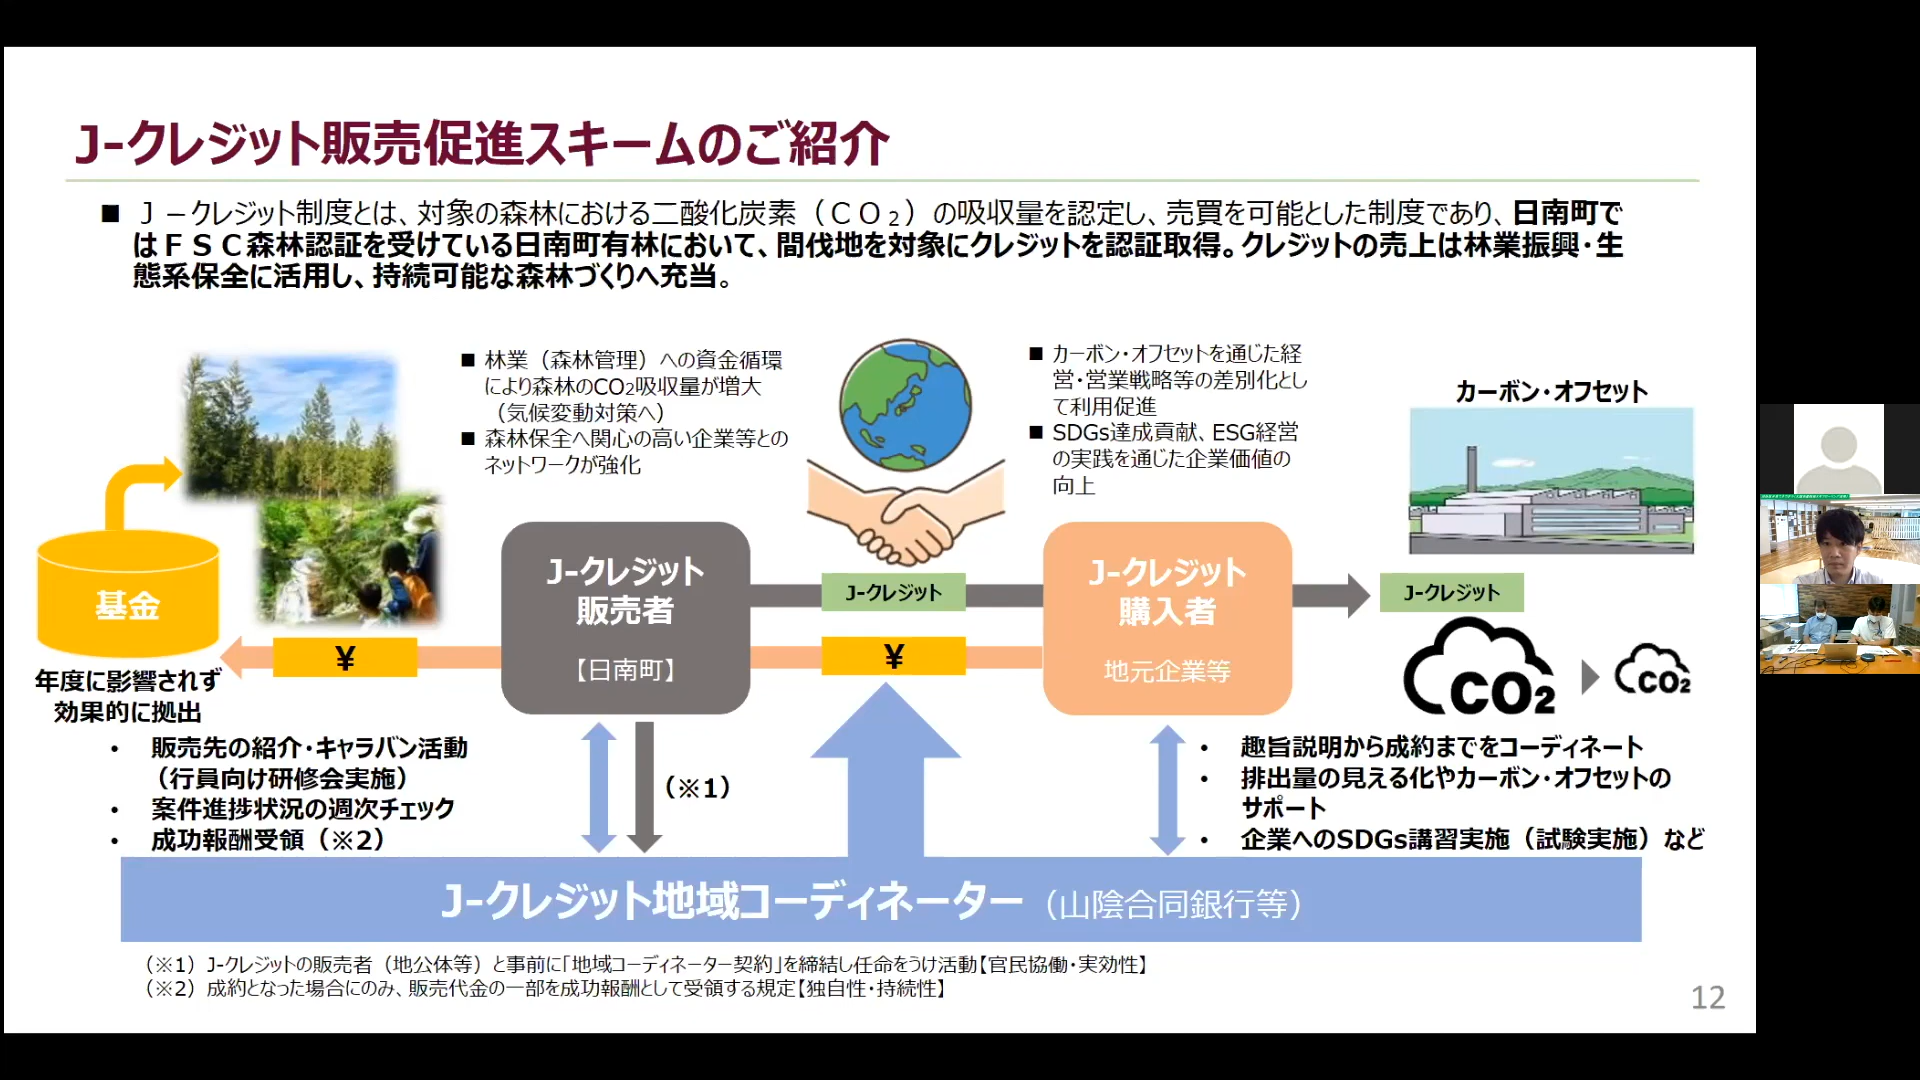 J-クレジット販売促進スキームのご紹介
■ Ｊ－クレジット制度とは、対象の森林における二酸化炭素（ＣＯ₂）の吸収量を認定し、売買を可能とした制度であり、日南町で
はＦＳＣ森林認証を受けている日南町有林において、間伐地を対象にクレジットを認証取得。クレジットの売上は林業振興・生
態系保全に活用し、持続可能な森林づくりへ充当。
■ 林業（森林管理）への資金循環
により森林のCO₂吸収量が増大
（気候変動対策へ）
■ 森林保全へ関心の高い企業等との
ネットワークが強化
■ カーボン・オフセットを通じた経
営・営業戦略等の差別化とし
て利用促進
■ SDGs達成貢献、ESG経営
の実践を通じた企業価値の
向上
カーボン・オフセット
基金
年度に影響されず
効果的に拠出
¥
J-クレジット
販売者
【日南町】
J-クレジット
¥
J-クレジット
購入者
地元企業等
J-クレジット
CO₂
CO₂
• 販売先の紹介・キャラバン活動
（行員向け研修会実施）
• 案件進捗状況の週次チェック
• 成功報酬受領（※2）
（※1）
• 趣旨説明から成約までをコーディネート
• 排出量の見える化やカーボン・オフセットの
サポート
• 企業へのSDGs講習実施（試験実施）など
J-クレジット地域コーディネーター（山陰合同銀行等）
（※1）J-クレジットの販売者（地公体等）と事前に「地域コーディネーター契約」を締結し任命をうけ活動【官民協働・実効性】
（※2）成約となった場合にのみ、販売代金の一部を成功報酬として受領する規定【独自性・持続性】
12